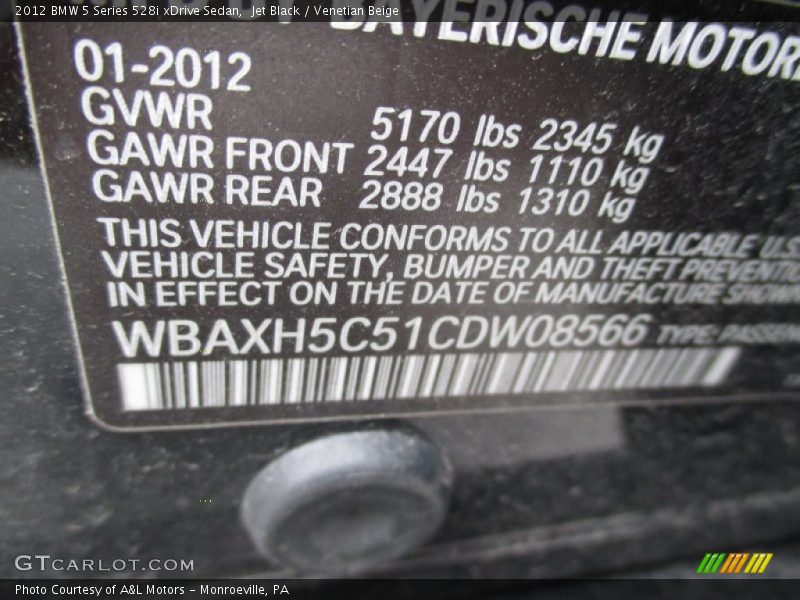 2012 BMW 5 Series 528i xDrive Sedan, Jet Black / Venetian Beige
BAYERISCHE MOTOR
01-2012
GVWR 5170 lbs 2345 kg
GAWR FRONT 2447 lbs 1110 kg
GAWR REAR 2888 lbs 1310 kg
THIS VEHICLE CONFORMS TO ALL APPLICABLE U.S.
VEHICLE SAFETY, BUMPER AND THEFT PREVENTIO
IN EFFECT ON THE DATE OF MANUFACTURE SHOWN
WBAXH5C51CDW08566 TYPE: PASSEN
GTCARLOT.COM
Photo Courtesy of A&L Motors – Monroeville, PA